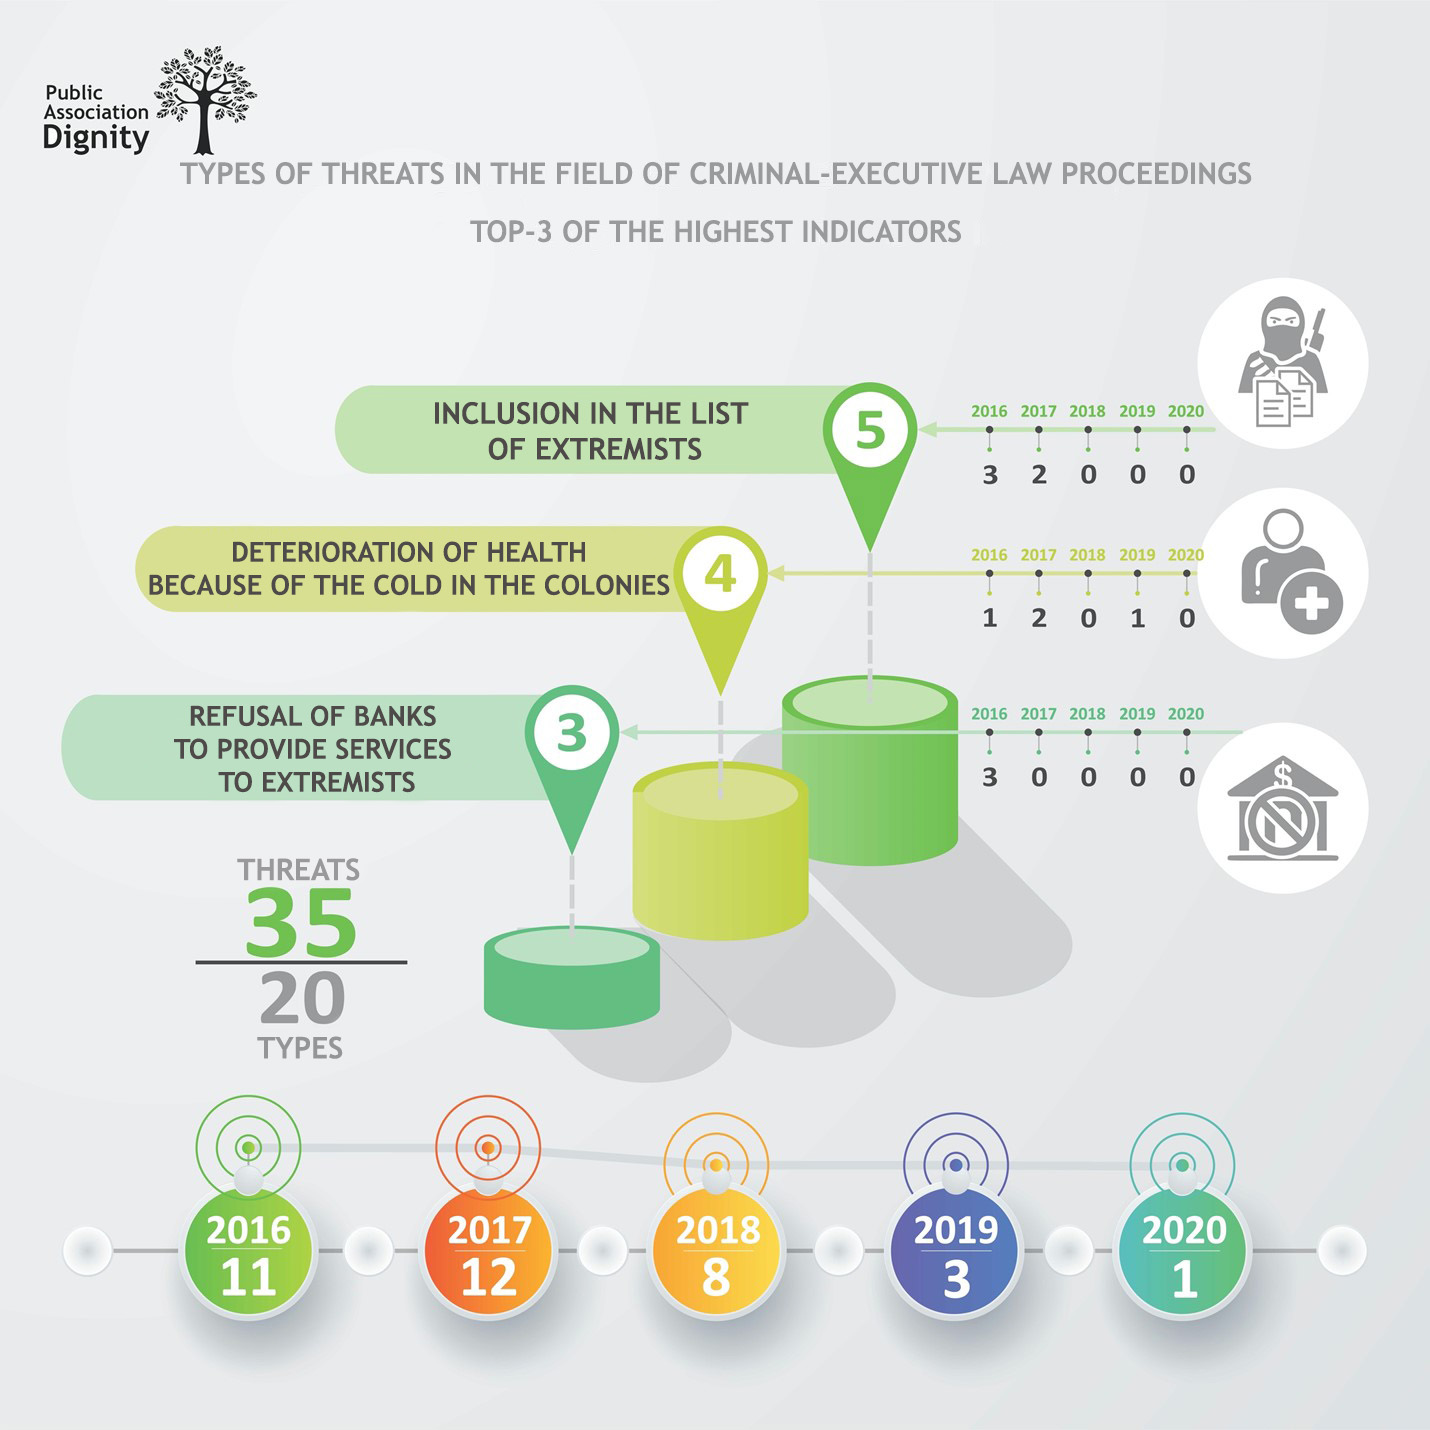 Public
Association
Dignity
TYPES OF THREATS IN THE FIELD OF CRIMINAL-EXECUTIVE LAW PROCEEDINGS
TOP-3 OF THE HIGHEST INDICATORS
INCLUSION IN THE LIST
OF EXTREMISTS
5
2016 2017 2018 2019 2020
3 2 0 0 0
DETERIORATION OF HEALTH
BECAUSE OF THE COLD IN THE COLONIES
4
2016 2017 2018 2019 2020
1 2 0 1 0
REFUSAL OF BANKS
TO PROVIDE SERVICES
TO EXTREMISTS
3
2016 2017 2018 2019 2020
3 0 0 0 0
$
THREATS
35
20
TYPES
2016
11
2017
12
2018
8
2019
3
2020
1